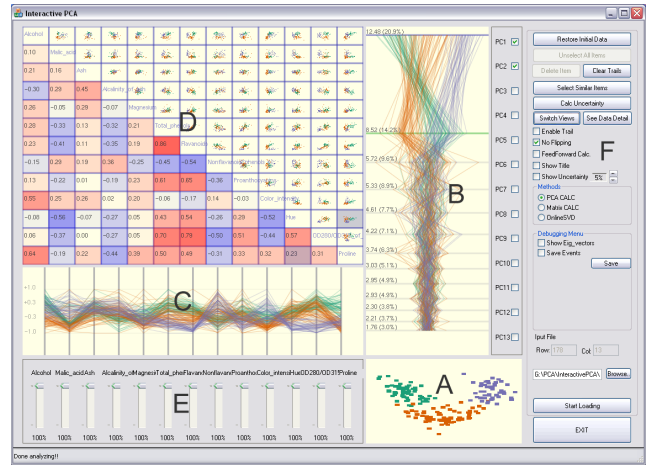 Interactive PCA
Alcohol
0.10 Malic_acid
0.21 0.16 Ash
-0.30 0.29 0.45 Alcalinity_of_Ash
0.26 -0.05 0.28 -0.07 Magnesium
0.28 -0.33 0.13 -0.32 0.21 Total_phenols
0.23 -0.41 0.11 -0.35 0.19 0.86 Flavanoids
-0.15 0.29 0.19 0.36 -0.25 -0.45 -0.54 NonflavanoidPhenols
0.13 -0.22 0.01 -0.19 0.23 0.61 0.65 -0.36 Proanthocyanins
0.55 0.25 0.26 0.02 0.20 -0.06 -0.17 0.14 -0.03 Color_intensity
-0.08 -0.56 -0.07 -0.27 0.05 0.43 0.54 -0.26 0.29 -0.52 Hue
0.06 -0.37 0.00 -0.27 0.05 0.70 0.78 -0.50 0.51 -0.44 0.57
0.64 -0.19 0.22 -0.44 0.39 0.50 0.49 -0.31 0.33 0.32 0.23 0.31 Proline
D
+1.0
+0.3
-0.3
-1.0
C
Alcohol Malic_acid Ash
Proline
E
100% 100% 100% 100% 100% 100% 100% 100% 100% 100% 100% 100% 100%
12.48 (20.9%)
8.52 (14.2%)
5.72 (9.6%)
5.33 (8.9%)
4.61 (7.7%)
4.22 (7.1%)
3.74 (6.3%)
3.03 (5.1%)
2.95 (4.9%)
2.93 (4.9%)
2.30 (3.8%)
2.21 (3.7%)
1.76 (3.0%)
B
PC1
PC2
PC3
PC4
PC5
PC6
PC7
PC8
PC9
PC10
PC11
PC12
PC13
A
Restore Initial Data
Unselect All Items
Delete Item Clear Trails
Select Similar Items
Calc Uncertainty
Switch Views See Data Detail
Enable Trail
No Flipping
FeedForward Calc.
Show Title
Show Uncertainty 5%
F
Methods
PCA CALC
Matrix CALC
OnlineSVD
Debugging Menu
Show Eig_vectors
Save Events
Save
Iput File
Row: 178 Col: 13
G:\PCA\InteractivePCA\ Browse..
Start Loading
EXIT
Done analyzing!!